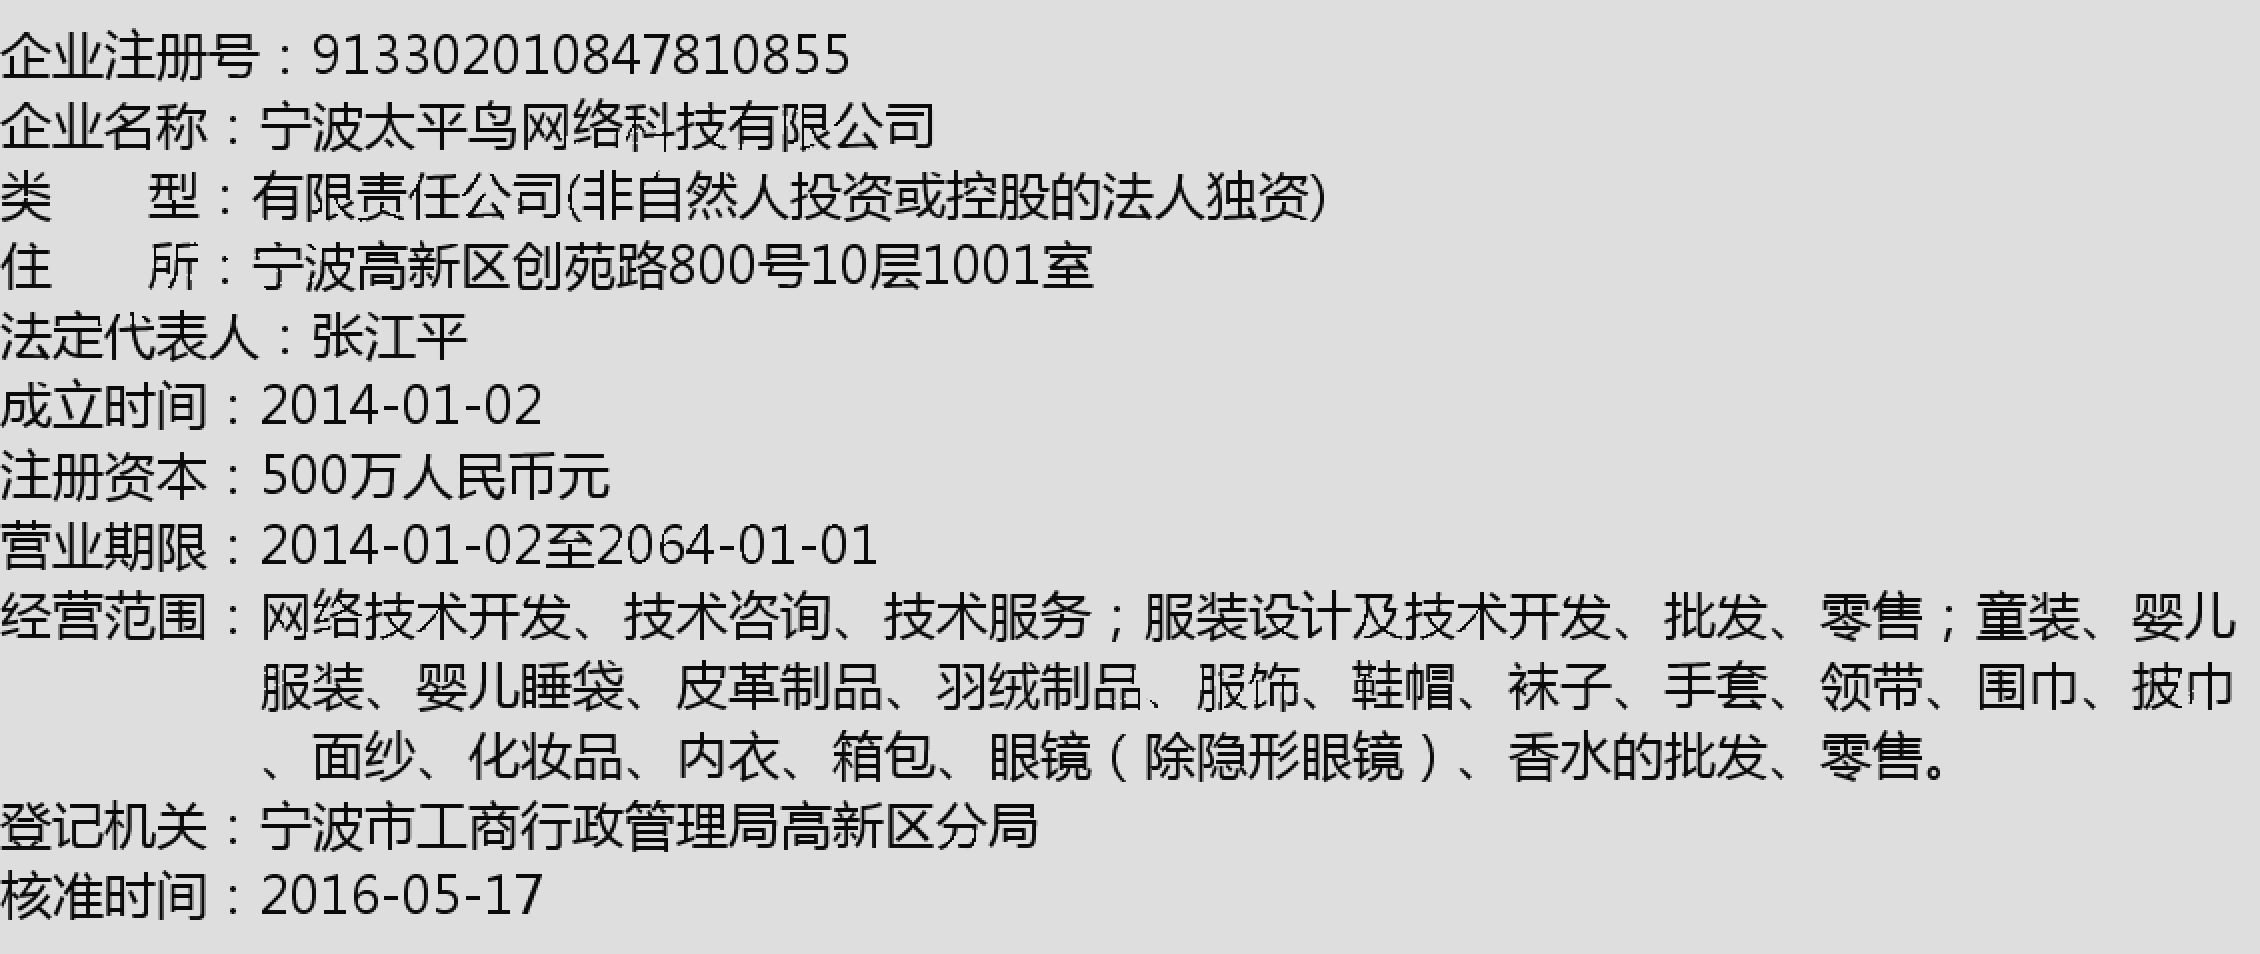 企业注册号：913302010847810855
企业名称：宁波太平鸟网络科技有限公司
类　　型：有限责任公司(非自然人投资或控股的法人独资)
住　　所：宁波高新区创苑路800号10层1001室
法定代表人：张江平
成立时间：2014-01-02
注册资本：500万人民币元
营业期限：2014-01-02至2064-01-01
经营范围：网络技术开发、技术咨询、技术服务；服装设计及技术开发、批发、零售；童装、婴儿
服装、婴儿睡袋、皮革制品、羽绒制品、服饰、鞋帽、袜子、手套、领带、围巾、披巾
、面纱、化妆品、内衣、箱包、眼镜（除隐形眼镜）、香水的批发、零售。
登记机关：宁波市工商行政管理局高新区分局
核准时间：2016-05-17